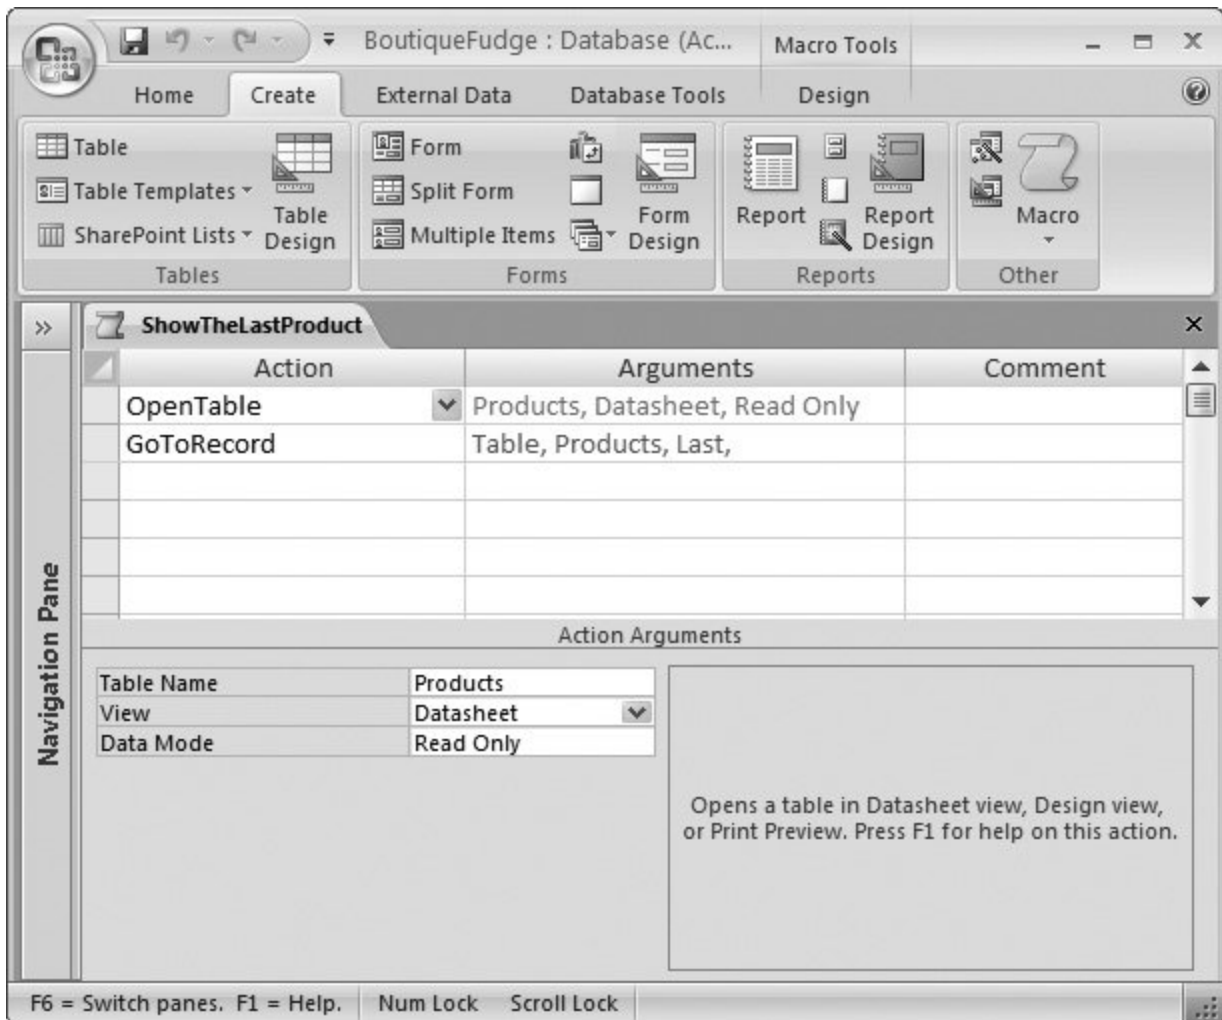 BoutiqueFudge : Database (Ac...
Macro Tools
Home
Create
External Data
Database Tools
Design
Table
Table Templates
SharePoint Lists
Table
Design
Tables
Form
Split Form
Multiple Items
Form
Design
Forms
Report
Report
Design
Reports
Macro
Other
ShowTheLastProduct
Action
Arguments
Comment
OpenTable
Products, Datasheet, Read Only
GoToRecord
Table, Products, Last,
Navigation Pane
Action Arguments
Table Name
Products
View
Datasheet
Data Mode
Read Only
Opens a table in Datasheet view, Design view,
or Print Preview. Press F1 for help on this action.
F6 = Switch panes. F1 = Help.
Num Lock
Scroll Lock